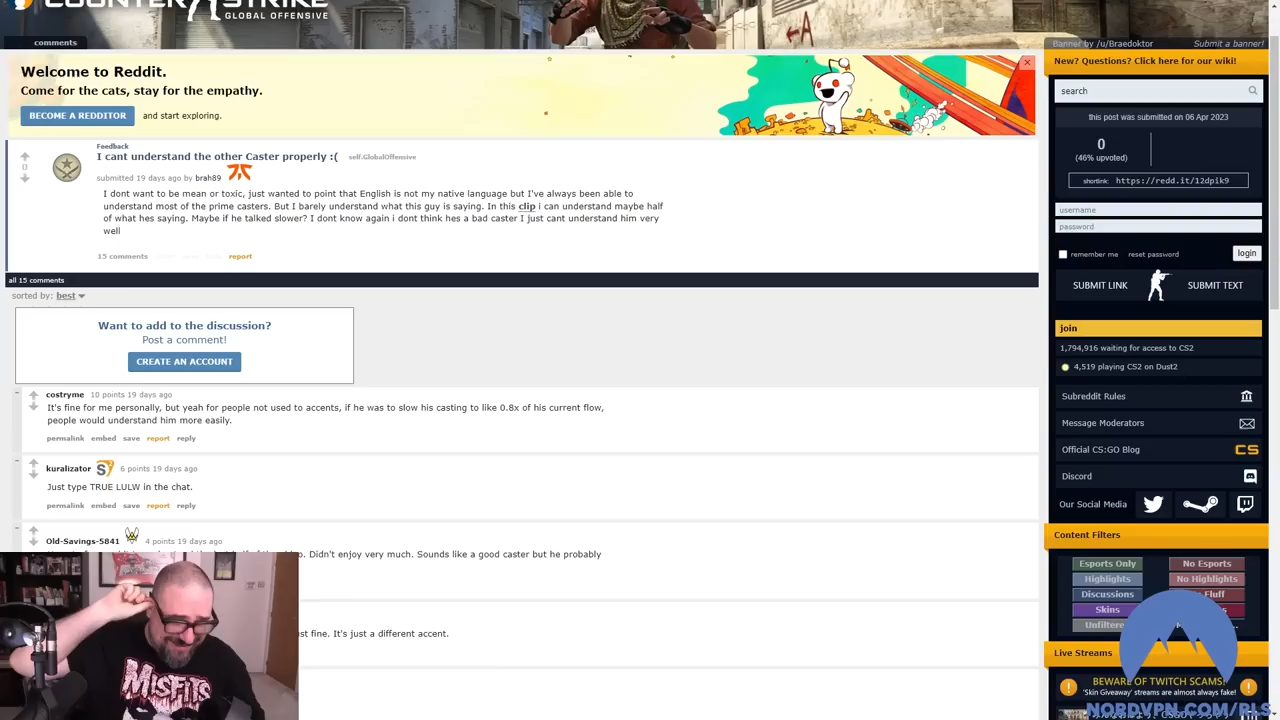 COUNTER STRIKE
GLOBAL OFFENSIVE
comments
Welcome to Reddit.
Come for the cats, stay for the empathy.
BECOME A REDDITOR and start exploring.
Feedback
I cant understand the other Caster properly :( self.GlobalOffensive
0
submitted 19 days ago by brah89
I dont want to be mean or toxic, just wanted to point that English is not my native language but I've always been able to
understand most of the prime casters. But I barely understand what this guy is saying. In this clip i can understand maybe half
of what hes saying. Maybe if he talked slower? I dont know again i dont think hes a bad caster I just cant understand him very
well
15 comments report
all 15 comments
sorted by: best
Want to add to the discussion?
Post a comment!
CREATE AN ACCOUNT
costryme 10 points 19 days ago
It's fine for me personally, but yeah for people not used to accents, if he was to slow his casting to like 0.8x of his current flow,
people would understand him more easily.
permalink embed save report reply
kuralizator 6 points 19 days ago
Just type TRUE LULW in the chat.
permalink embed save report reply
Old-Savings-5841 4 points 19 days ago
. Didn't enjoy very much. Sounds like a good caster but he probably
st fine. It's just a different accent.
MISFITS
Banner by /u/Braedoktor Submit a banner!
New? Questions? Click here for our wiki!
search
this post was submitted on 06 Apr 2023
0
(46% upvoted)
shortlink: https://redd.it/12dpik9
username
password
remember me reset password login
SUBMIT LINK SUBMIT TEXT
join
1,794,916 waiting for access to CS2
4,519 playing CS2 on Dust2
Subreddit Rules
Message Moderators
Official CS:GO Blog CS
Discord
Our Social Media
Content Filters
Esports Only No Esports
Highlights No Highlights
Discussions Fluff
Skins
Unfiltere
Live Streams
BEWARE OF TWITCH SCAMS!
'Skin Giveaway' streams are almost always fake!
NORDVPN.COM/RLS